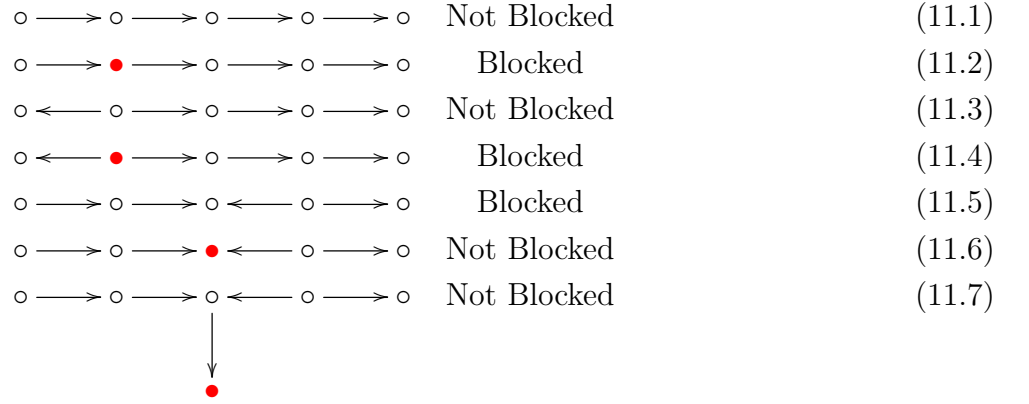 Not Blocked (11.1)
Blocked (11.2)
Not Blocked (11.3)
Blocked (11.4)
Blocked (11.5)
Not Blocked (11.6)
Not Blocked (11.7)